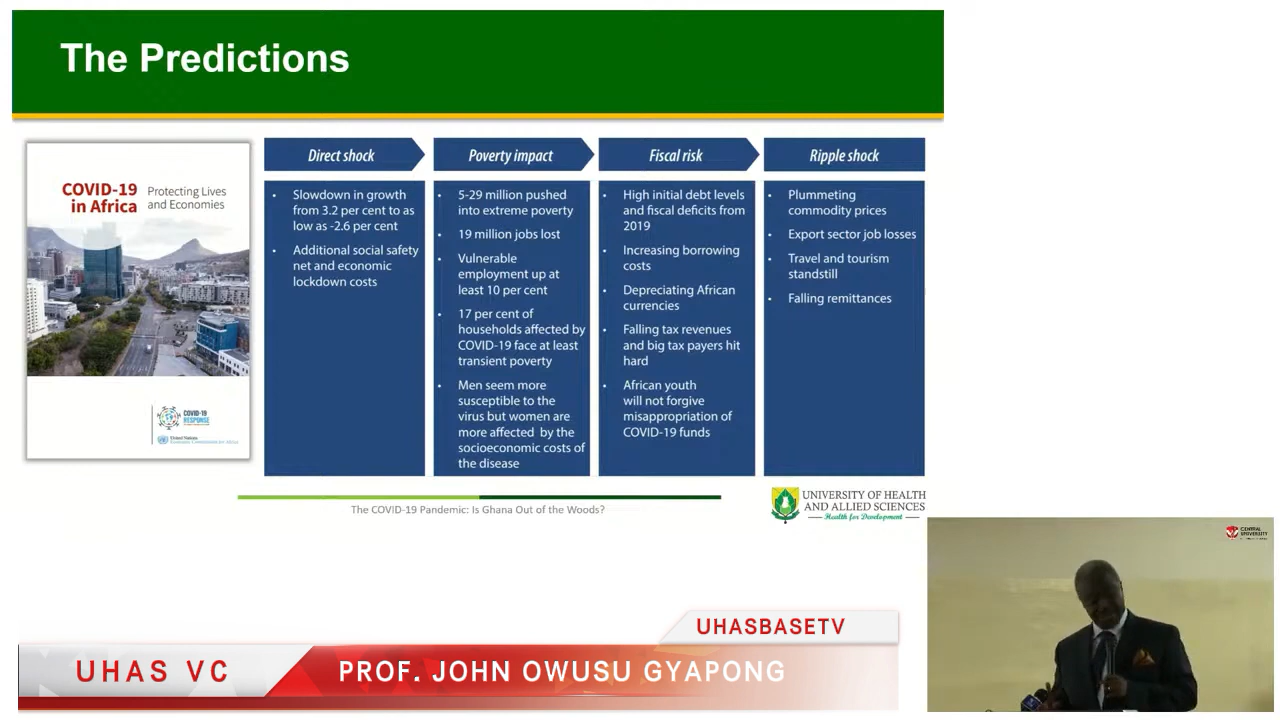 The Predictions
COVID-19
in Africa
Protecting Lives
and Economies
COVID-19
RESPONSE
United Nations
Direct shock
• Slowdown in growth
from 3.2 per cent to as
low as -2.6 per cent
• Additional social safety
net and economic
lockdown costs
Poverty impact
• 5-29 million pushed
into extreme poverty
• 19 million jobs lost
• Vulnerable
employment up at
least 10 per cent
• 17 per cent of
households affected by
COVID-19 face at least
transient poverty
• Men seem more
susceptible to the
virus but women are
more affected by the
socioeconomic costs of
the disease
Fiscal risk
• High initial debt levels
and fiscal deficits from
2019
• Increasing borrowing
costs
• Depreciating African
currencies
• Falling tax revenues
and big tax payers hit
hard
• African youth
will not forgive
misappropriation of
COVID-19 funds
Ripple shock
• Plummeting
commodity prices
• Export sector job losses
• Travel and tourism
standstill
• Falling remittances
The COVID-19 Pandemic: Is Ghana Out of the Woods?
UNIVERSITY OF HEALTH
AND ALLIED SCIENCES
Health for Development
CENTRAL
UNIVERSITY
UHASBASETV
UHAS VC
PROF. JOHN OWUSU GYAPONG